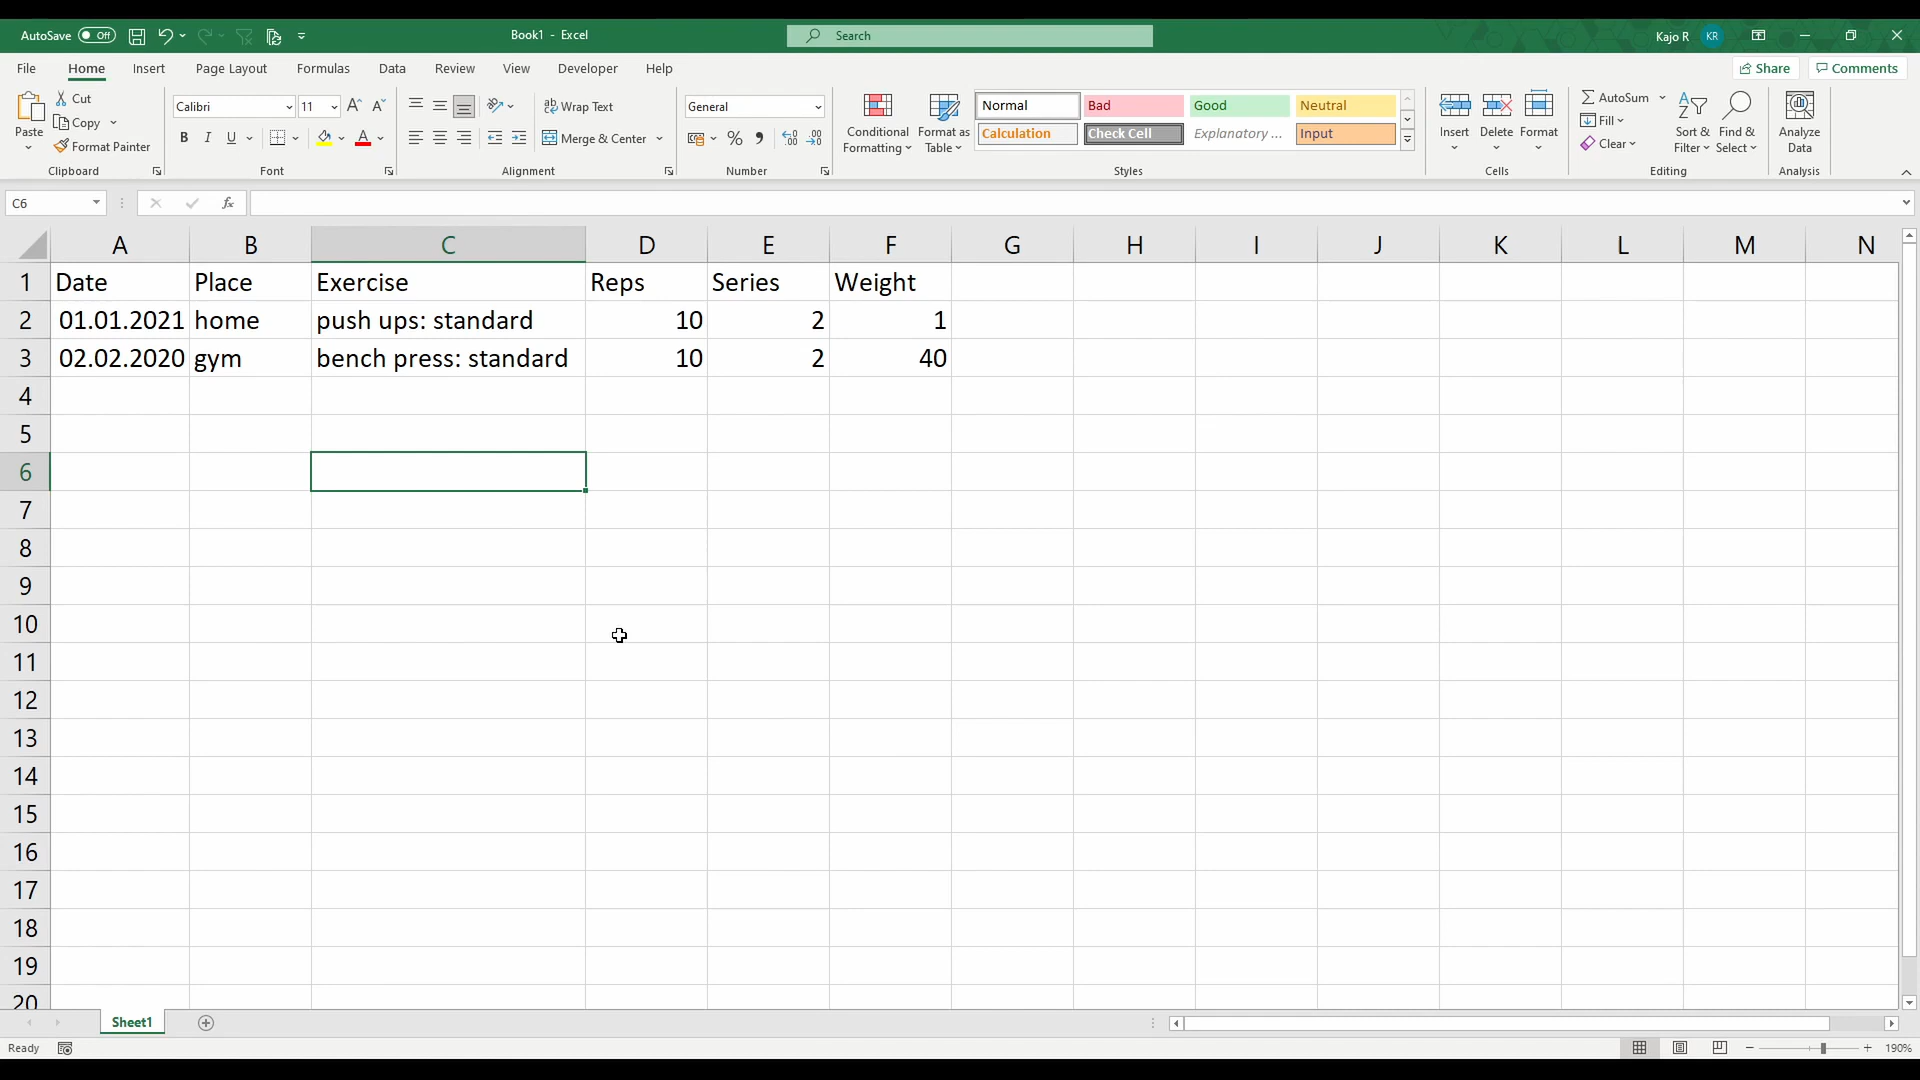 AutoSave Off Book1 - Excel Search Kajo R KR
File Home Insert Page Layout Formulas Data Review View Developer Help Share Comments
Paste Cut Copy Format Painter Clipboard
Calibri 11 A A B I U A Font
ab Wrap Text Merge & Center Alignment
General % , Number
Conditional Formatting Format as Table
Normal Bad Good Neutral
Calculation Check Cell Explanatory ... Input
Styles
Insert Delete Format Cells
AutoSum Fill Clear Sort & Filter Find & Select Editing
Analyze Data Analysis
C6 fx
A B C D E F G H I J K L M N
1 Date Place Exercise Reps Series Weight
2 01.01.2021 home push ups: standard 10 2 1
3 02.02.2020 gym bench press: standard 10 2 40
4
5
6
7
8
9
10
11
12
13
14
15
16
17
18
19
20
Sheet1
Ready 190%